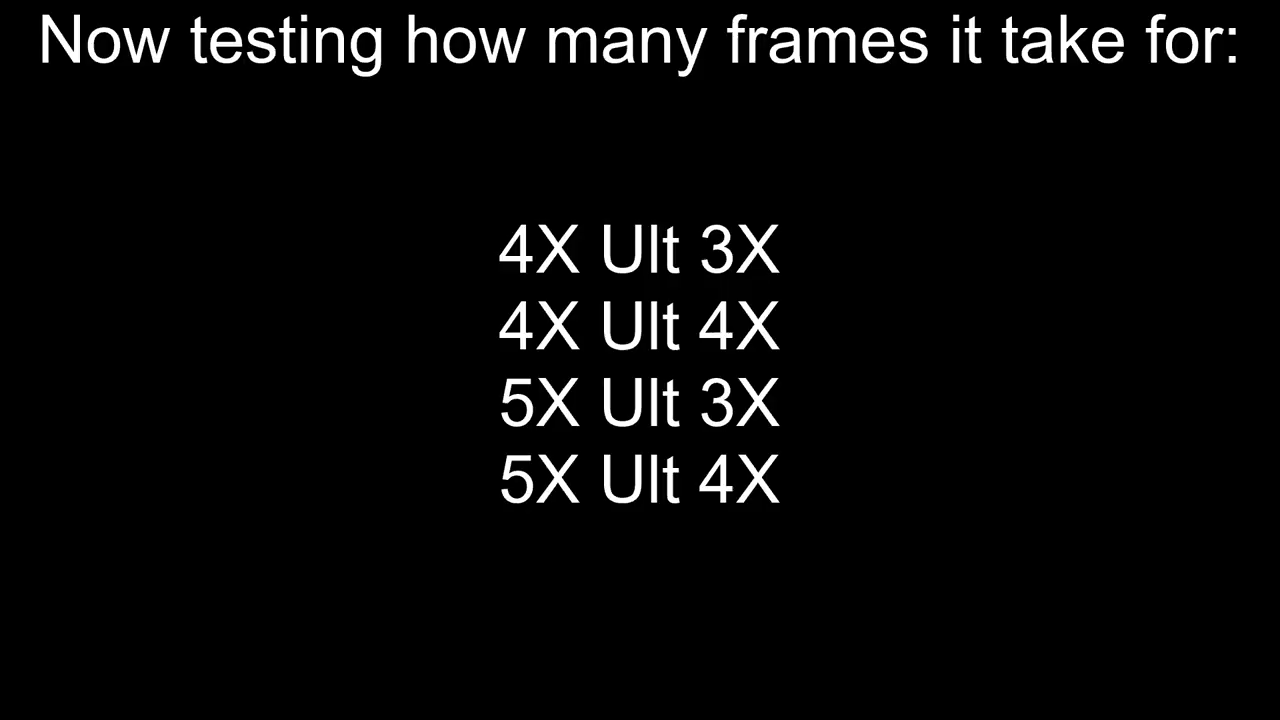 Now testing how many frames it take for:
4X Ult 3X
4X Ult 4X
5X Ult 3X
5X Ult 4X